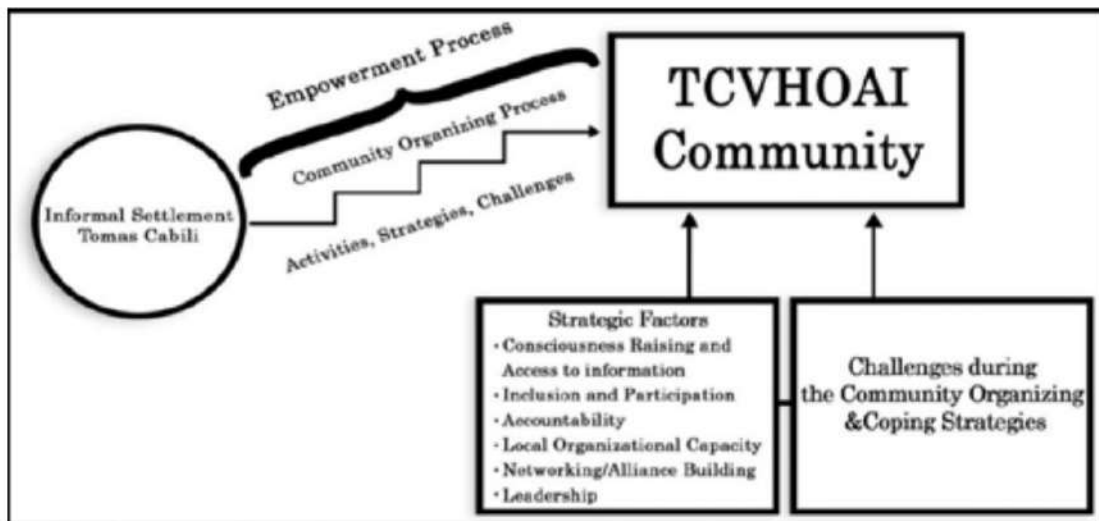 Empowerment Process
Community Organizing Process
Activities, Strategies, Challenges
Informal Settlement
Tomas Cabili
TCVHOAI
Community
Strategic Factors
· Consciousness Raising and
Access to information
· Inclusion and Participation
· Accountability
· Local Organizational Capacity
· Networking/Alliance Building
· Leadership
Challenges during
the Community Organizing
&Coping Strategies